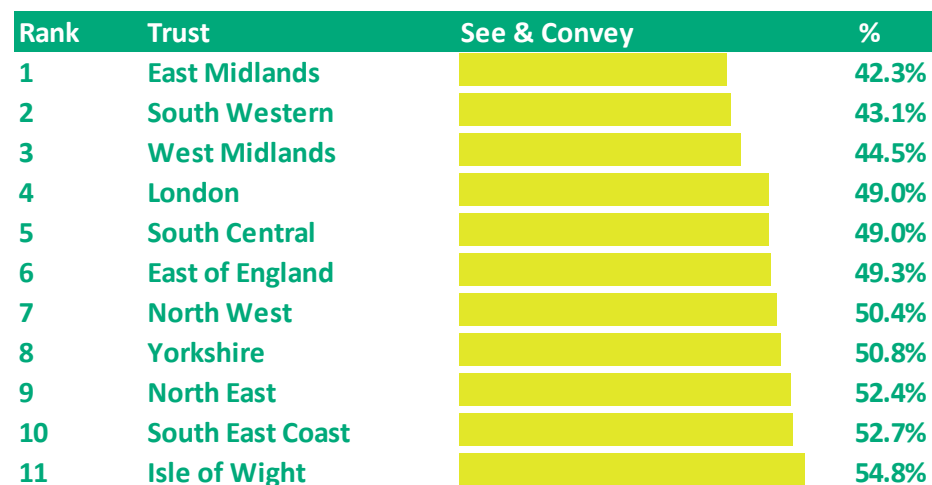 Rank Trust See & Convey %
1 East Midlands 42.3%
2 South Western 43.1%
3 West Midlands 44.5%
4 London 49.0%
5 South Central 49.0%
6 East of England 49.3%
7 North West 50.4%
8 Yorkshire 50.8%
9 North East 52.4%
10 South East Coast 52.7%
11 Isle of Wight 54.8%